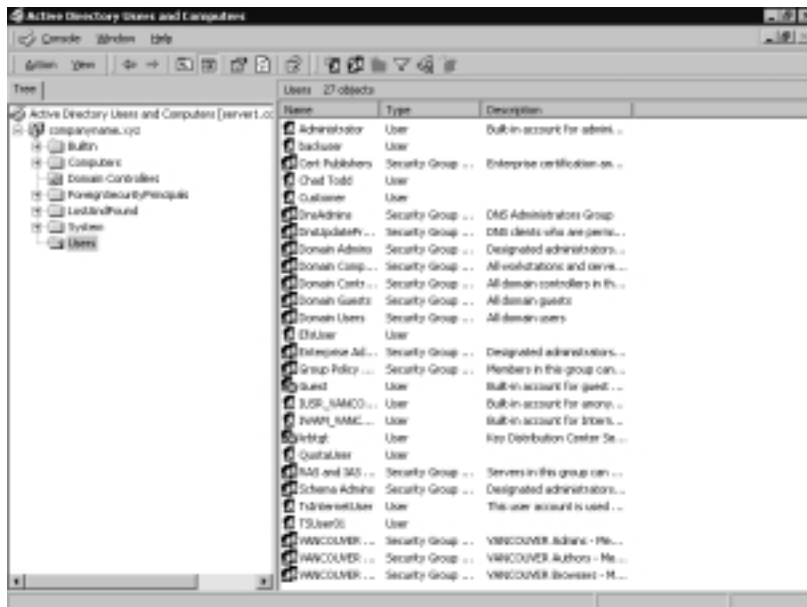 Active Directory Users and Computers
Console Window Help
Action View
Tree
Users 27 objects
Active Directory Users and Computers [server1.co
companyname.xyz
Builtin
Computers
Domain Controllers
ForeignSecurityPrincipals
LostAndFound
System
Users
Name Type Description
Administrator User Built-in account for admini...
backuser User
Cert Publishers Security Group ... Enterprise certification an...
Chad Todd User
Customer User
DnsAdmins Security Group ... DNS Administrators Group
DnsUpdatePr... Security Group ... DNS clients who are permi...
Domain Admins Security Group ... Designated administrators...
Domain Comp... Security Group ... All workstations and serve...
Domain Contr... Security Group ... All domain controllers in th...
Domain Guests Security Group ... All domain guests
Domain Users Security Group ... All domain users
EfsUser User
Enterprise Ad... Security Group ... Designated administrators...
Group Policy ... Security Group ... Members in this group can...
Guest User Built-in account for guest ...
IUSR_VANCO... User Built-in account for anony...
IWAM_VANC... User Built-in account for Intern...
krbtgt User Key Distribution Center Se...
QuotaUser User
RAS and IAS ... Security Group ... Servers in this group can ...
Schema Admins Security Group ... Designated administrators...
TsInternetUser User This user account is used ...
TSUser01 User
VANCOUVER ... Security Group ... VANCOUVER Admins - Me...
VANCOUVER ... Security Group ... VANCOUVER Authors - Me...
VANCOUVER ... Security Group ... VANCOUVER Browsers - M...